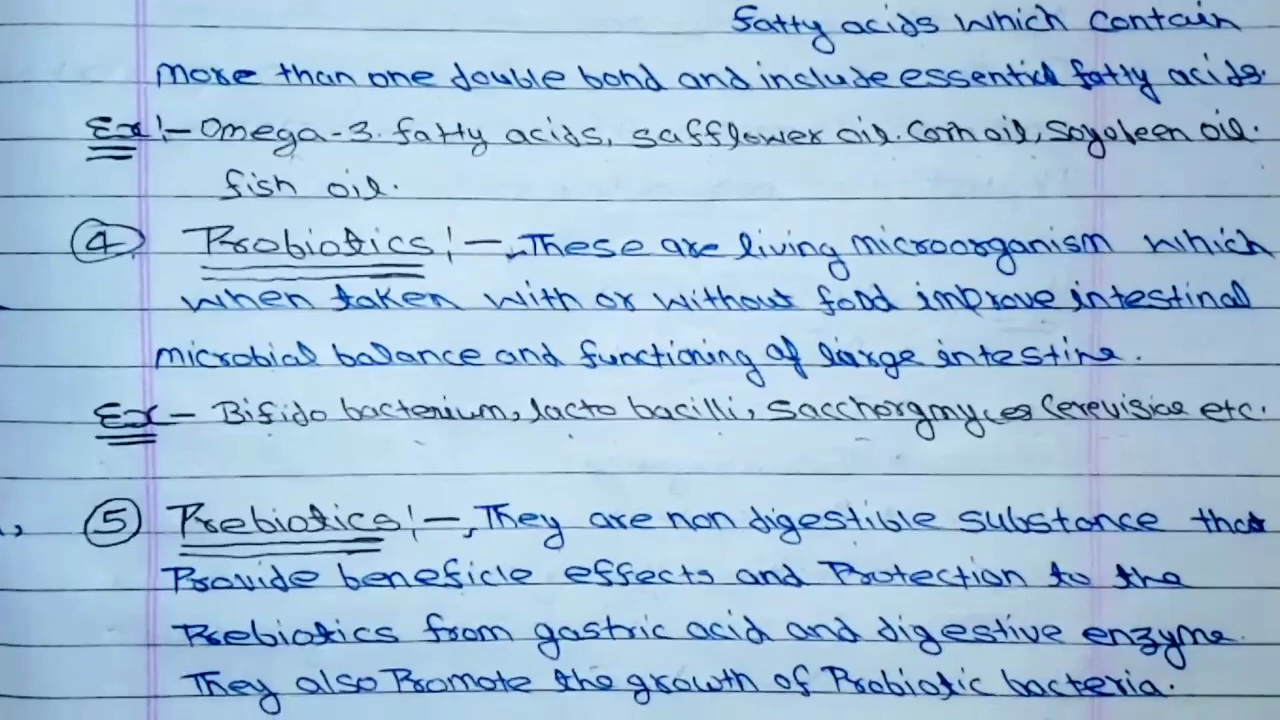 fatty acids which contain
more than one double bond and include essential fatty acids.
Ex!- Omega-3. fatty acids, safflower oil. Corn oil, Soyabeen oil.
fish oil.
4 Probiotics!- These are living microorganism which
when taken with or without food improve intestinal
microbial balance and functioning of large intestine.
Ex - Bifido bacterium, lacto bacilli, Sacchorgmyces Cerevisiae etc.
5 Prebiotics!- They are non digestible substance that
Provide beneficle effects and Protection to the
Prebiotics from gastric acid and digestive enzyme.
They also Promote the growth of Probiotic bacteria.